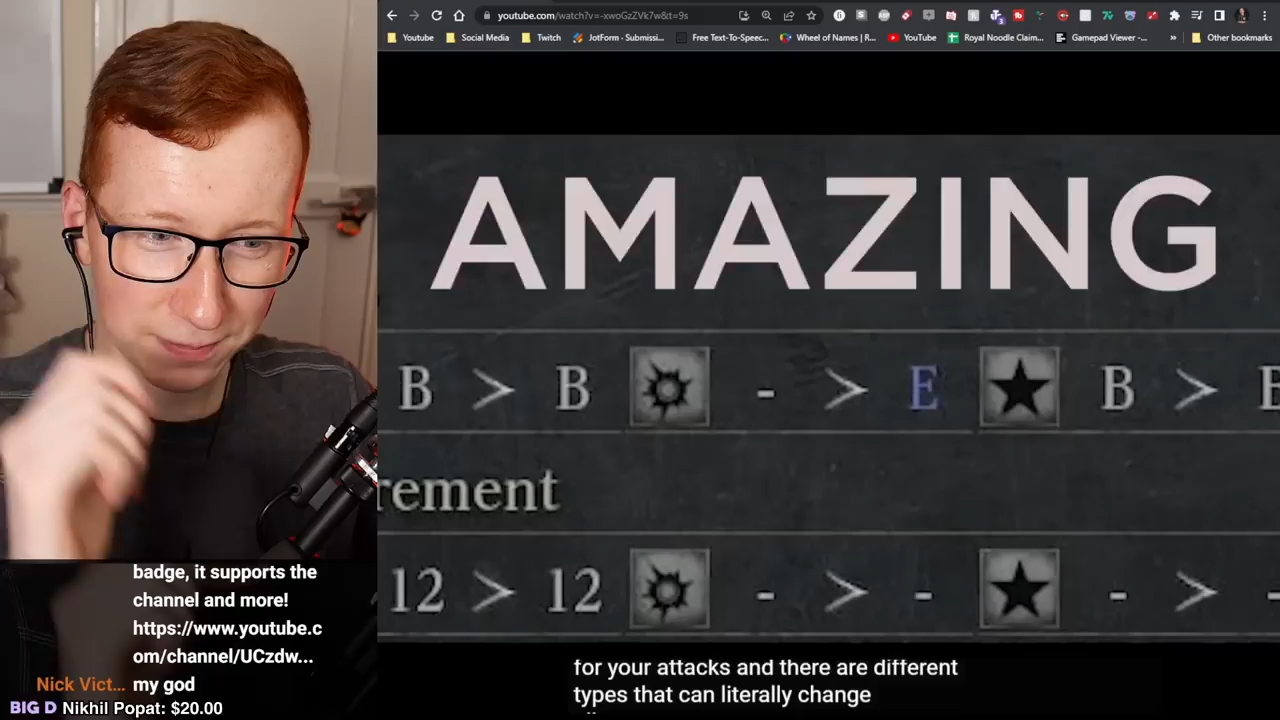 youtube.com/watch?v=-xwoGzZVk7w&t=9s
Youtube Social Media Twitch JotForm - Submissi... Free Text-To-Speec... Wheel of Names | R... YouTube Royal Noodle Claim... Gamepad Viewer -... » Other bookmarks
AMAZING
B > B - > E B > B
rement
12 > 12 - > - - > -
for your attacks and there are different
types that can literally change
badge, it supports the
channel and more!
https://www.youtube.c
om/channel/UCzdw...
Nick Vict... my god
BIG D Nikhil Popat: $20.00